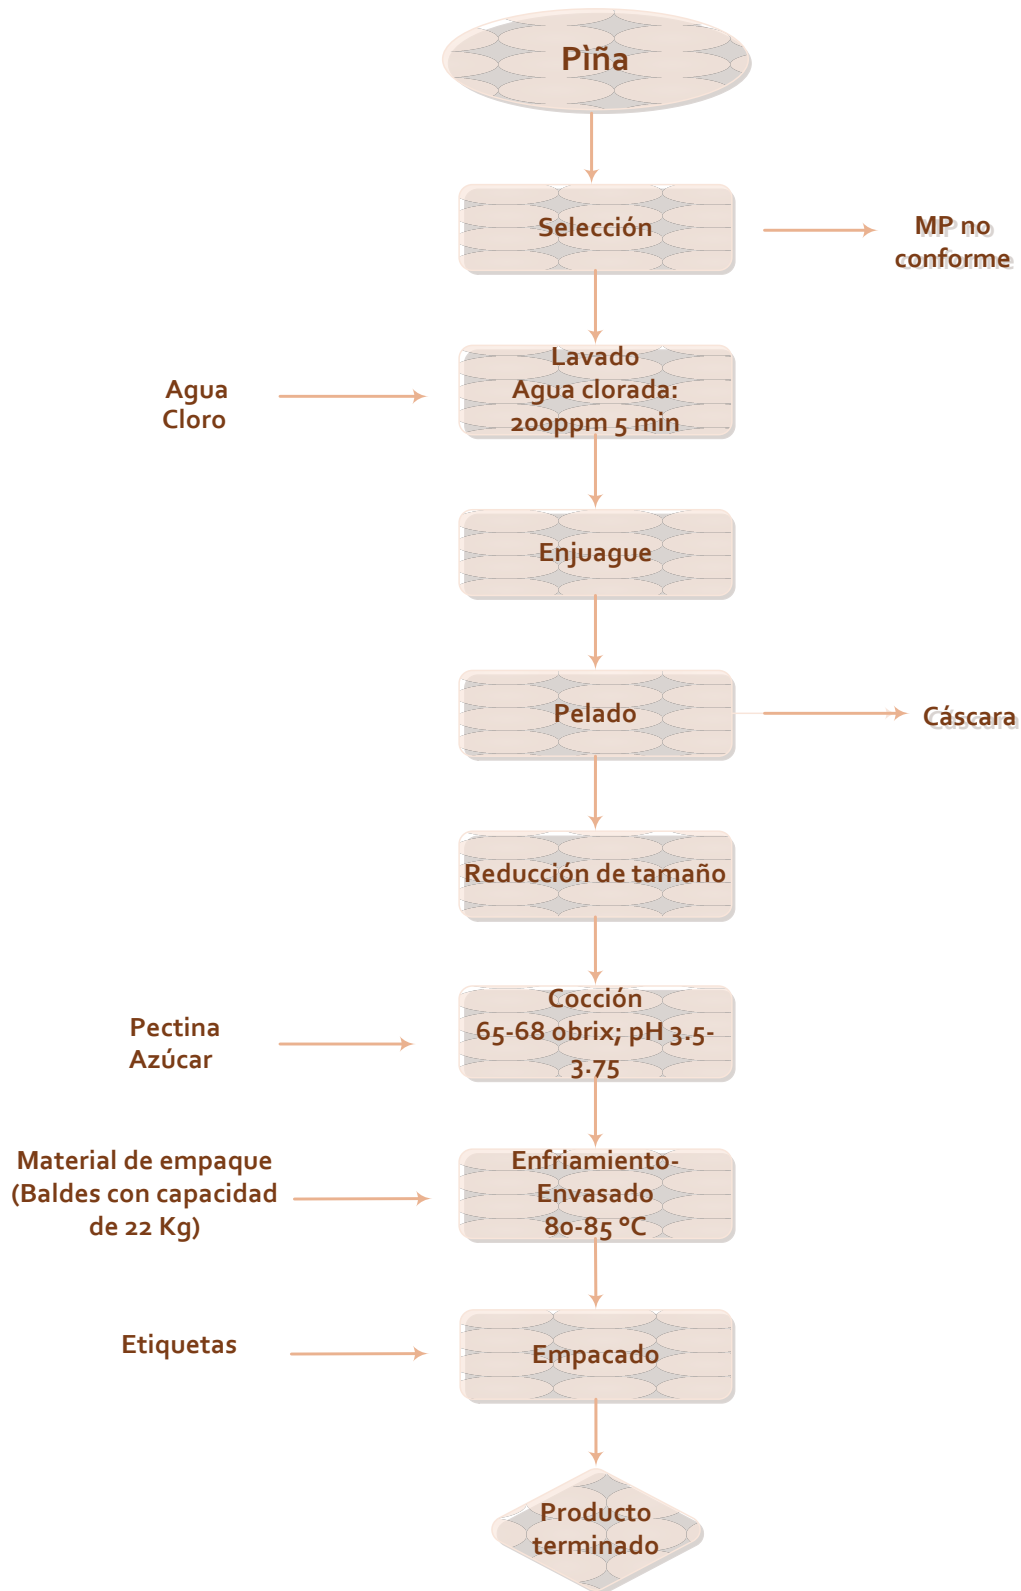 Pìña
Selección
MP no
conforme
Lavado
Agua clorada:
200ppm 5 min
Agua
Cloro
Enjuague
Pelado
Cáscara
Reducción de tamaño
Cocción
65-68 obrix; pH 3.5-
3.75
Pectina
Azúcar
Material de empaque
(Baldes con capacidad
de 22 Kg)
Enfriamiento-
Envasado
80-85 °C
Etiquetas
Empacado
Producto
terminado